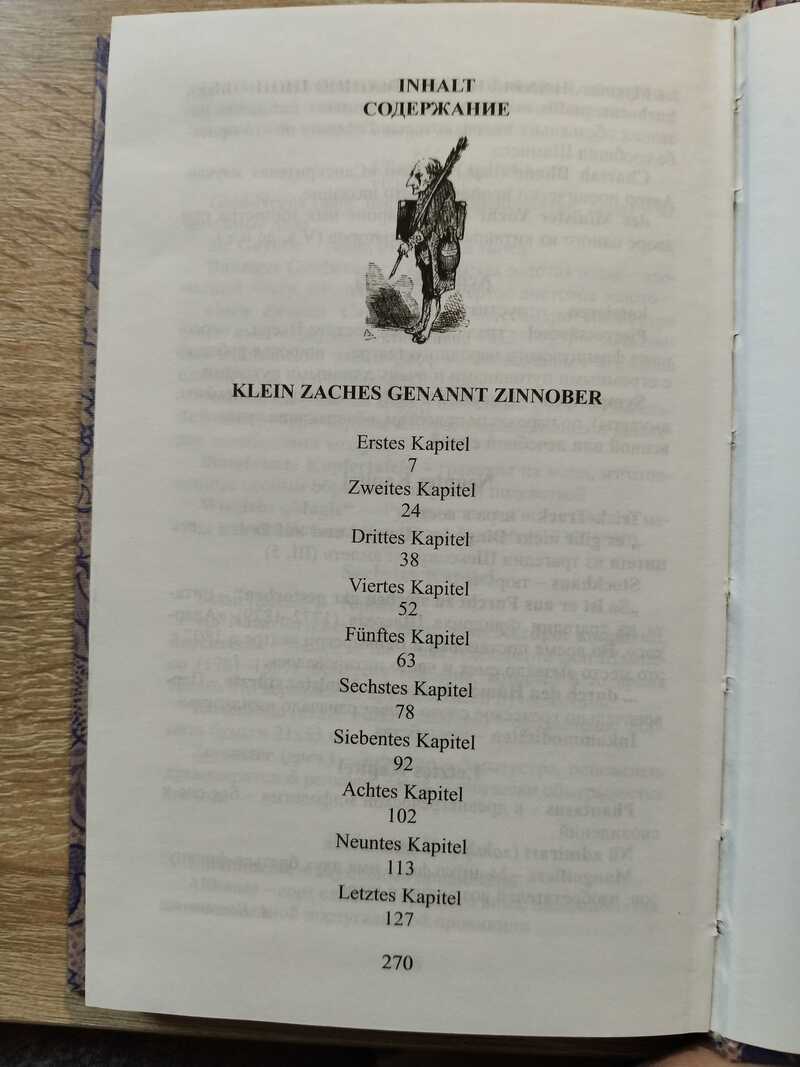 INHALT
СОДЕРЖАНИЕ
KLEIN ZACHES GENANNT ZINNOBER
Erstes Kapitel
7
Zweites Kapitel
24
Drittes Kapitel
38
Viertes Kapitel
52
Fünftes Kapitel
63
Sechstes Kapitel
78
Siebentes Kapitel
92
Achtes Kapitel
102
Neuntes Kapitel
113
Letztes Kapitel
127
270